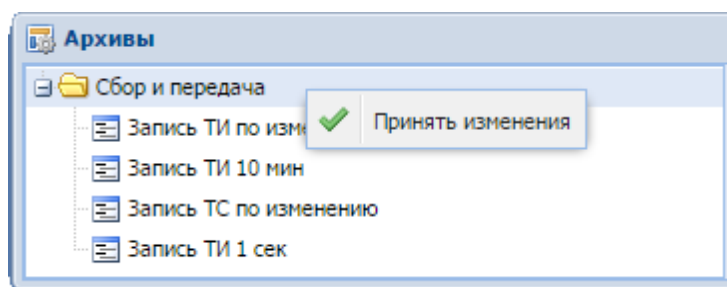 Архивы
Сбор и передача
Принять изменения
Запись ТИ по изм
Запись ТИ 10 мин
Запись ТС по изменению
Запись ТИ 1 сек